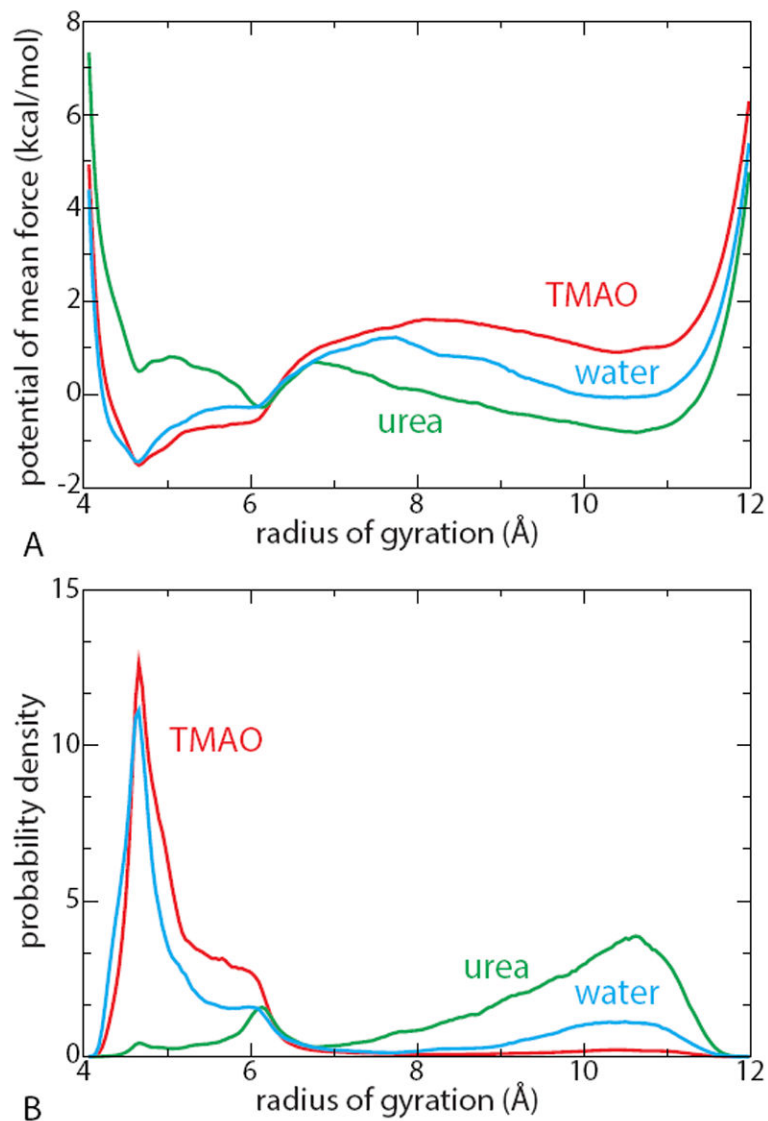 8
6
4
2
0
-2
potential of mean force (kcal/mol)
TMAO
water
urea
4
6
8
10
12
radius of gyration (Å)
A
15
10
5
0
probability density
TMAO
urea
water
4
6
8
10
12
radius of gyration (Å)
B